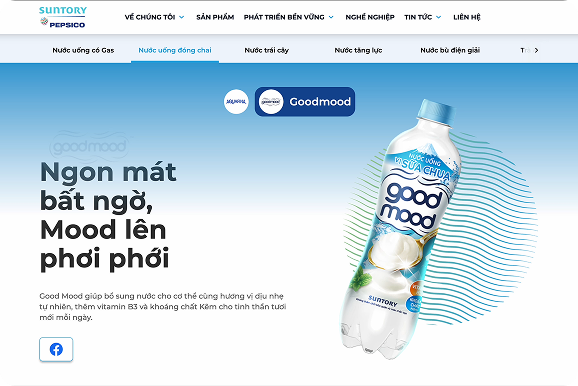 SUNTORY
PEPSICO
VỀ CHÚNG TÔI SẢN PHẨM PHÁT TRIỂN BỀN VỮNG NGHỀ NGHIỆP TIN TỨC LIÊN HỆ
Nước uống có Gas Nước uống đóng chai Nước trái cây Nước tăng lực Nước bù điện giải
AQUAFINA goodmood Goodmood
goodmood
Ngon mát
bất ngờ,
Mood lên
phơi phới
Good Mood giúp bổ sung nước cho cơ thể cùng hương vị dịu nhẹ
tự nhiên, thêm vitamin B3 và khoáng chất Kẽm cho tinh thần tươi
mới mỗi ngày.
NƯỚC UỐNG
VỊ SỮA CHUA
good
mood
SUNTORY